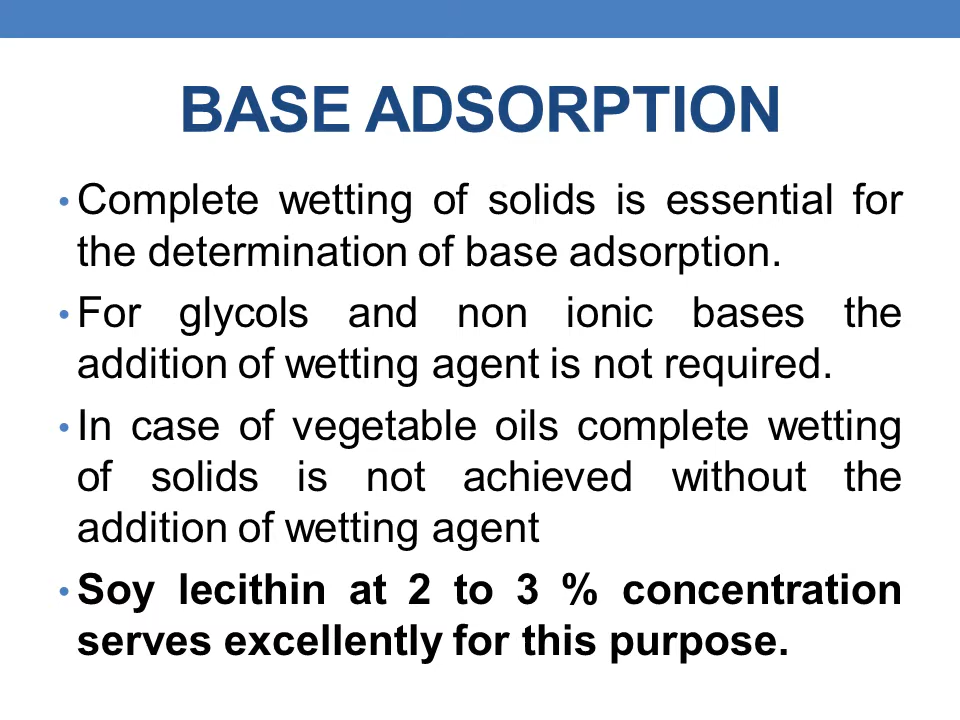 BASE ADSORPTION
• Complete wetting of solids is essential for
the determination of base adsorption.
• For glycols and non ionic bases the
addition of wetting agent is not required.
• In case of vegetable oils complete wetting
of solids is not achieved without the
addition of wetting agent
• Soy lecithin at 2 to 3 % concentration
serves excellently for this purpose.